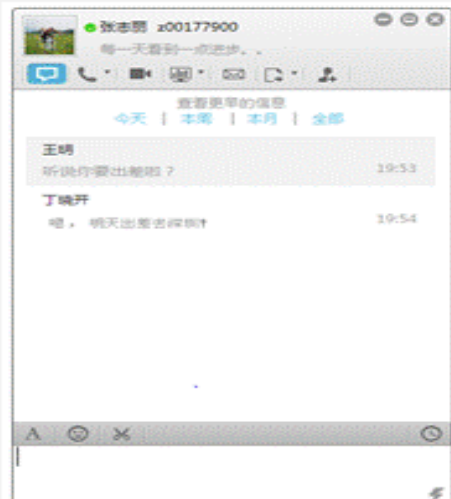 张志丽 z00177900
每一天看到一点进步。。
查看更早的信息
今天 | 本周 | 本月 | 全部
王明
听说你要出差啦？ 19:53
丁晓开
嗯， 明天出差去深圳 19:54
A